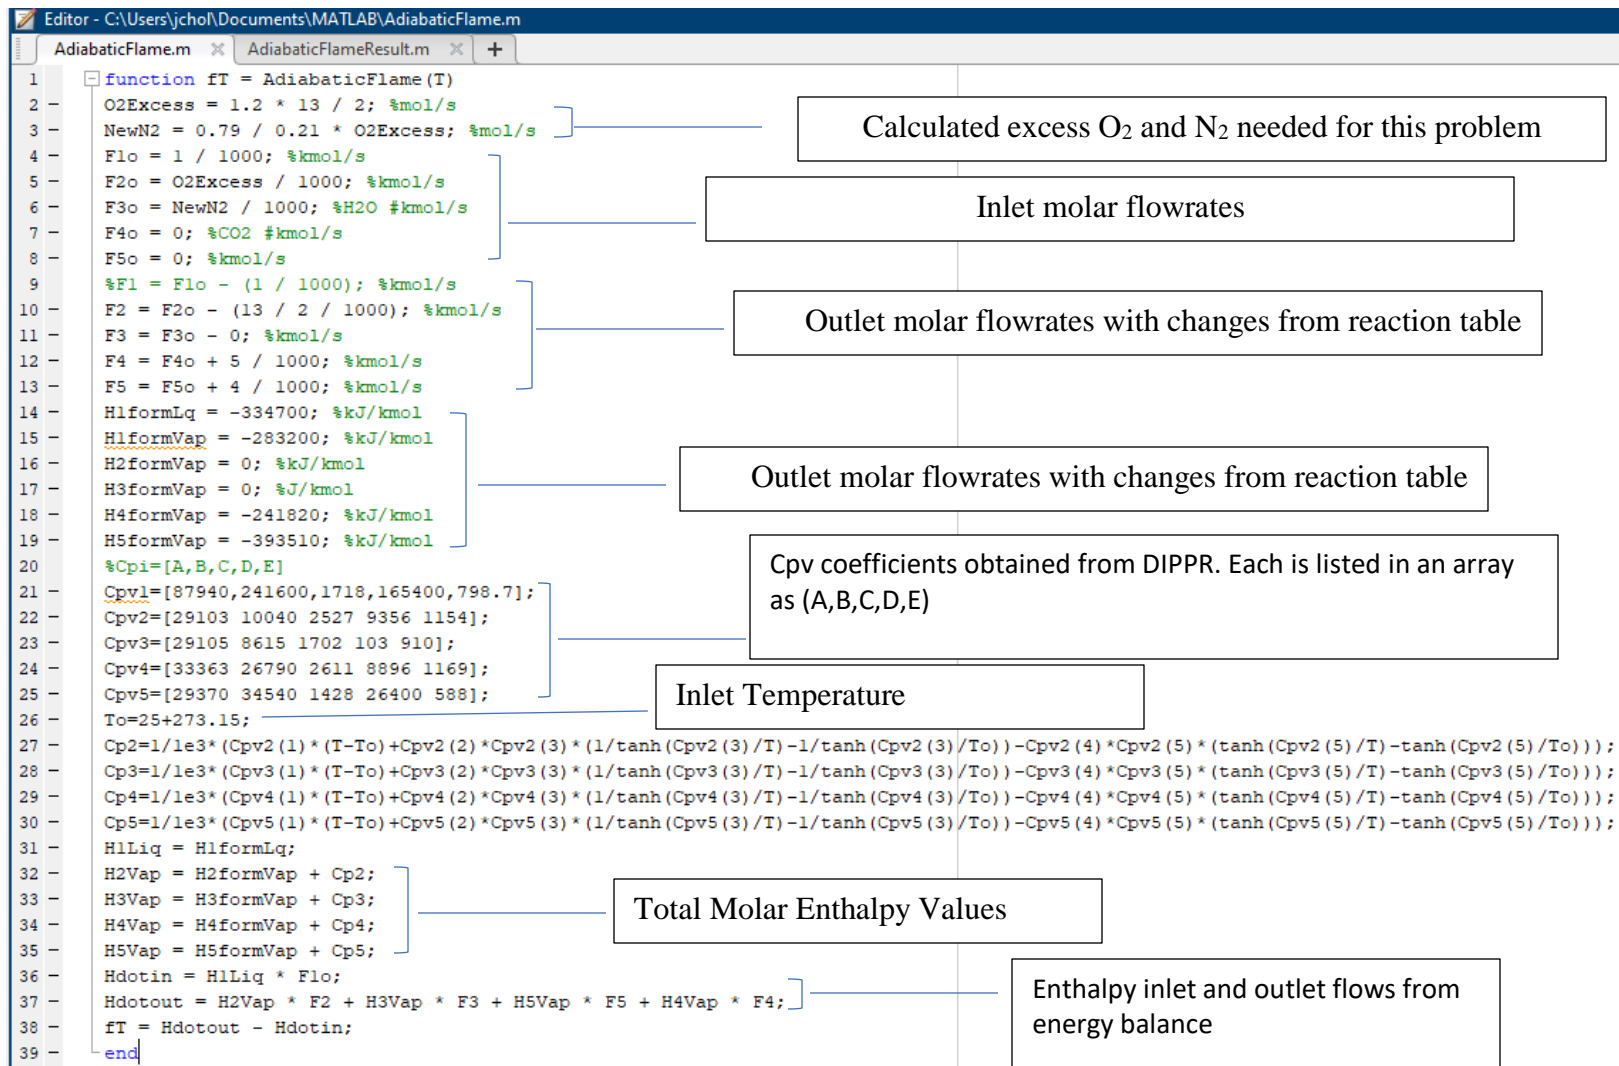 Editor - C:\Users\jchol\Documents\MATLAB\AdiabaticFlame.m
AdiabaticFlame.m × AdiabaticFlameResult.m × +
1 function fT = AdiabaticFlame(T)
2 – O2Excess = 1.2 * 13 / 2; %mol/s
3 – NewN2 = 0.79 / 0.21 * O2Excess; %mol/s
Calculated excess O₂ and N₂ needed for this problem
4 – F1o = 1 / 1000; %kmol/s
5 – F2o = O2Excess / 1000; %kmol/s
6 – F3o = NewN2 / 1000; %H2O #kmol/s
7 – F4o = 0; %CO2 #kmol/s
8 – F5o = 0; %kmol/s
Inlet molar flowrates
9 %F1 = F1o - (1 / 1000); %kmol/s
10 – F2 = F2o - (13 / 2 / 1000); %kmol/s
11 – F3 = F3o - 0; %kmol/s
12 – F4 = F4o + 5 / 1000; %kmol/s
13 – F5 = F5o + 4 / 1000; %kmol/s
Outlet molar flowrates with changes from reaction table
14 – H1formLq = -334700; %kJ/kmol
15 – H1formVap = -283200; %kJ/kmol
16 – H2formVap = 0; %kJ/kmol
17 – H3formVap = 0; %J/kmol
18 – H4formVap = -241820; %kJ/kmol
19 – H5formVap = -393510; %kJ/kmol
Outlet molar flowrates with changes from reaction table
20 %Cpi=[A,B,C,D,E]
21 – Cpv1=[87940,241600,1718,165400,798.7];
22 – Cpv2=[29103 10040 2527 9356 1154];
23 – Cpv3=[29105 8615 1702 103 910];
24 – Cpv4=[33363 26790 2611 8896 1169];
25 – Cpv5=[29370 34540 1428 26400 588];
Cpv coefficients obtained from DIPPR. Each is listed in an array
as (A,B,C,D,E)
26 – To=25+273.15;
Inlet Temperature
27 – Cp2=1/1e3*(Cpv2(1)*(T-To)+Cpv2(2)*Cpv2(3)*(1/tanh(Cpv2(3)/T)-1/tanh(Cpv2(3)/To))-Cpv2(4)*Cpv2(5)*(tanh(Cpv2(5)/T)-tanh(Cpv2(5)/To)));
28 – Cp3=1/1e3*(Cpv3(1)*(T-To)+Cpv3(2)*Cpv3(3)*(1/tanh(Cpv3(3)/T)-1/tanh(Cpv3(3)/To))-Cpv3(4)*Cpv3(5)*(tanh(Cpv3(5)/T)-tanh(Cpv3(5)/To)));
29 – Cp4=1/1e3*(Cpv4(1)*(T-To)+Cpv4(2)*Cpv4(3)*(1/tanh(Cpv4(3)/T)-1/tanh(Cpv4(3)/To))-Cpv4(4)*Cpv4(5)*(tanh(Cpv4(5)/T)-tanh(Cpv4(5)/To)));
30 – Cp5=1/1e3*(Cpv5(1)*(T-To)+Cpv5(2)*Cpv5(3)*(1/tanh(Cpv5(3)/T)-1/tanh(Cpv5(3)/To))-Cpv5(4)*Cpv5(5)*(tanh(Cpv5(5)/T)-tanh(Cpv5(5)/To)));
31 – H1Liq = H1formLq;
32 – H2Vap = H2formVap + Cp2;
33 – H3Vap = H3formVap + Cp3;
34 – H4Vap = H4formVap + Cp4;
35 – H5Vap = H5formVap + Cp5;
Total Molar Enthalpy Values
36 – Hdotin = H1Liq * F1o;
37 – Hdotout = H2Vap * F2 + H3Vap * F3 + H5Vap * F5 + H4Vap * F4;
Enthalpy inlet and outlet flows from
energy balance
38 – fT = Hdotout - Hdotin;
39 – end